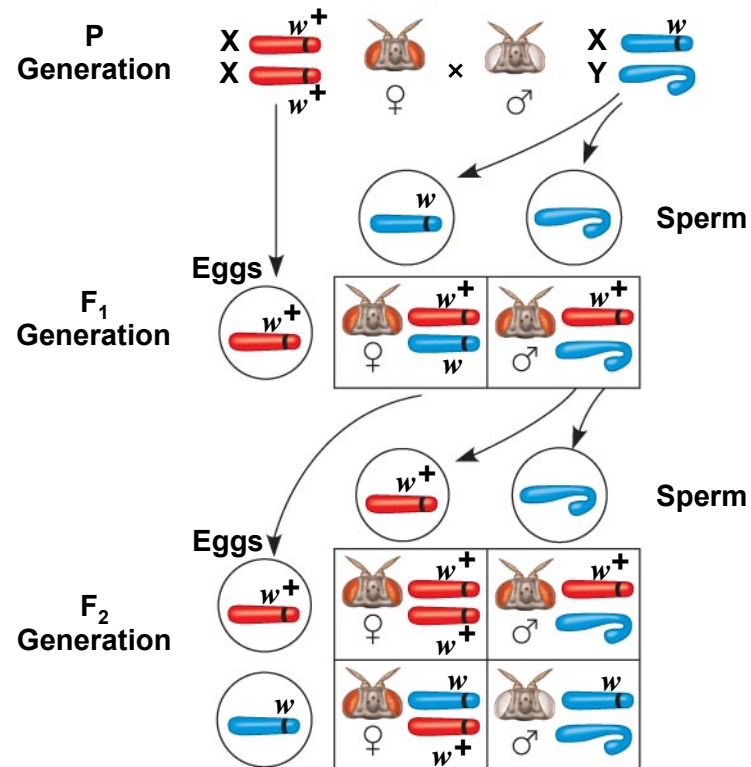 P
Generation
X w+
X w+
♀ × ♂
X w
Y
w
Sperm
Eggs
F1
Generation
w+
♀ w+ w
♂ w+
w+
Sperm
Eggs
F2
Generation
w+
♀ w+ w+
♂ w+
w
♀ w w+
♂ w